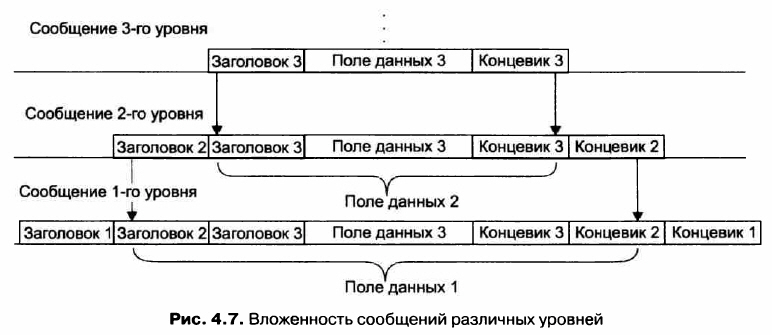 Сообщение 3-го уровня
Заголовок 3 Поле данных 3 Концевик 3
Сообщение 2-го уровня
Заголовок 2 Заголовок 3 Поле данных 3 Концевик 3 Концевик 2
Поле данных 2
Сообщение 1-го уровня
Заголовок 1 Заголовок 2 Заголовок 3 Поле данных 3 Концевик 3 Концевик 2 Концевик 1
Поле данных 1
Рис. 4.7. Вложенность сообщений различных уровней